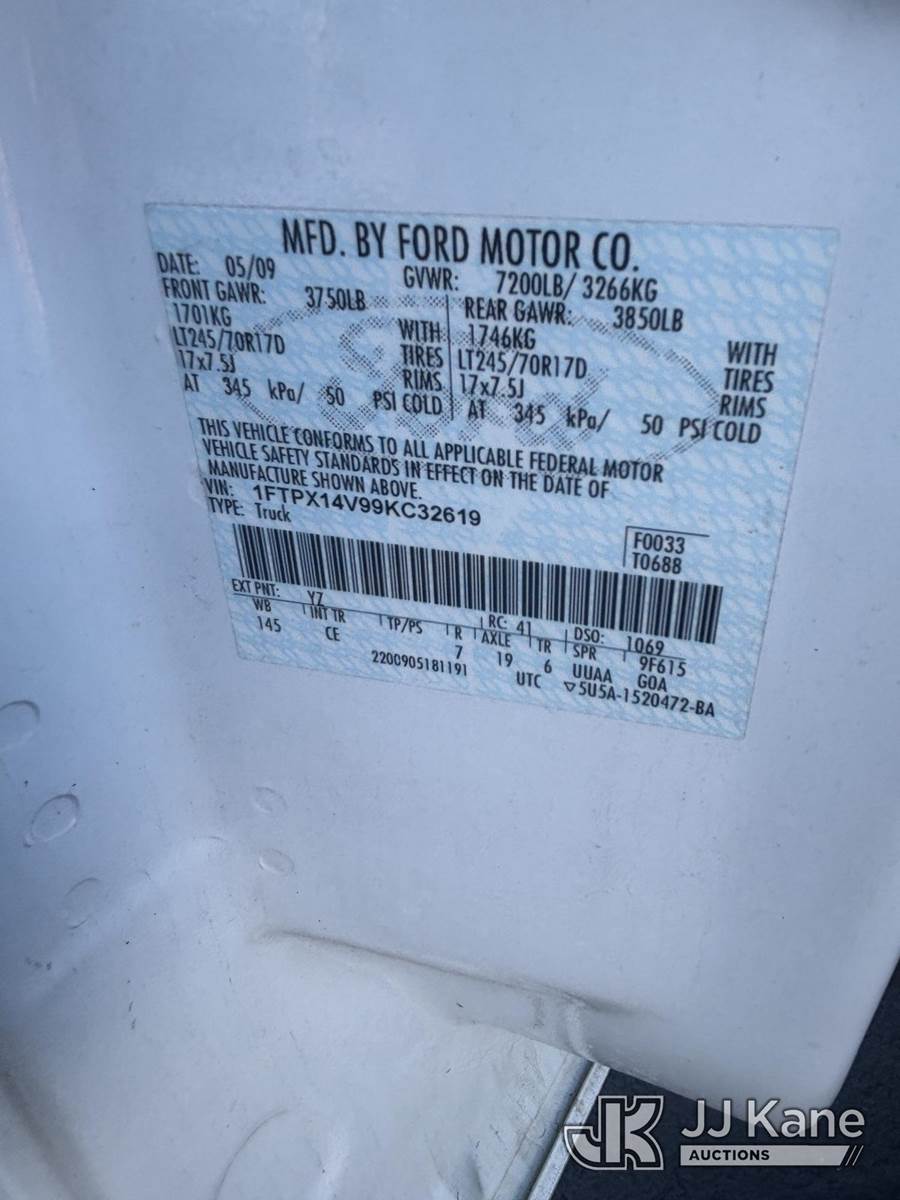 MFD. BY FORD MOTOR CO.
DATE: 05/09 GVWR: 7200LB/ 3266KG
FRONT GAWR: 3750LB REAR GAWR: 3850LB
1701KG WITH 1746KG WITH
LT245/70R17D TIRES LT245/70R17D TIRES
17x7.5J RIMS 17x7.5J RIMS
AT 345 kPa/ 50 PSI COLD AT 345 kPa/ 50 PSI COLD
THIS VEHICLE CONFORMS TO ALL APPLICABLE FEDERAL MOTOR
VEHICLE SAFETY STANDARDS IN EFFECT ON THE DATE OF
MANUFACTURE SHOWN ABOVE.
VIN: 1FTPX14V99KC32619
TYPE: Truck
F0033
T0688
EXT PNT: YZ RC: 41 DSO: 1069
WB INT TR TP/PS R AXLE TR SPR 9F615
145 CE 7 19 6 UUAA GOA
2200905181191 UTC ▽5U5A-1520472-BA
Ford
JK JJ Kane
AUCTIONS